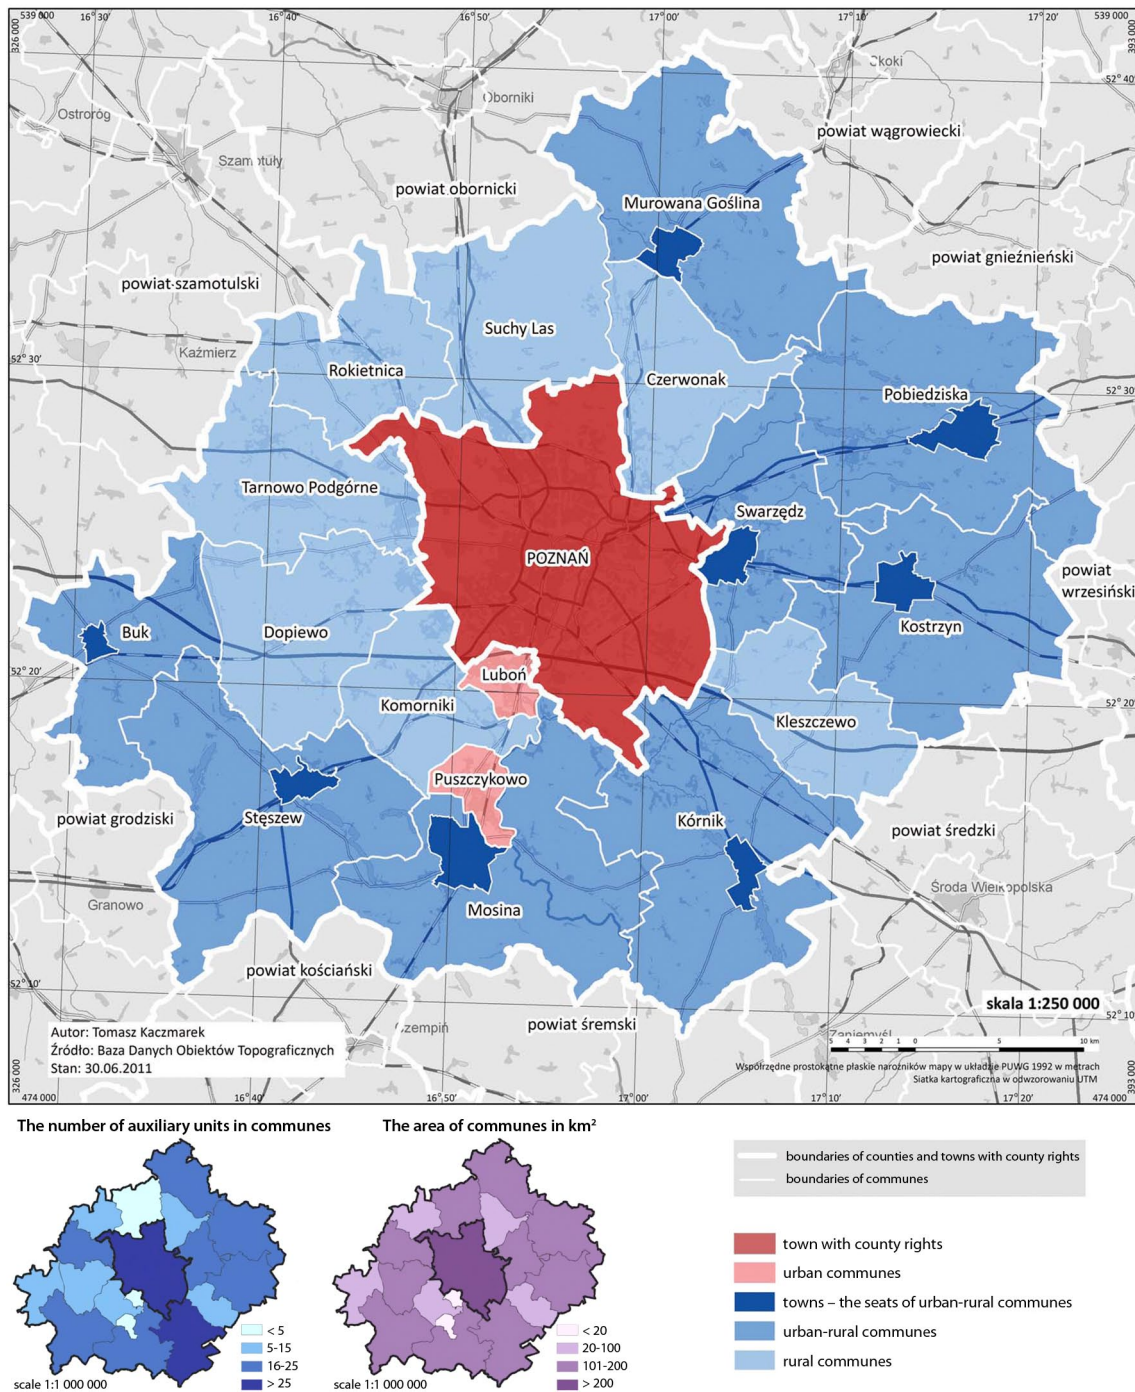 539 000
16° 30'
16° 40'
16° 50'
17° 00'
17° 10'
17° 20'
539 000
326 000
393 000
52° 40'
Skoki
Oborniki
Ostroróg
powiat wągrowiecki
Szamotuły
powiat obornicki
Murowana Goślina
powiat gnieźnieński
powiat szamotulski
Suchy Las
Kaźmierz
52° 30'
Rokietnica
Czerwonak
Pobiedziska
52° 30'
Tarnowo Podgórne
Swarzędz
POZNAŃ
powiat
wrzesiński
Buk
Dopiewo
Kostrzyn
52° 20'
Luboń
Komorniki
52° 20'
Kleszczewo
Puszczykowo
powiat grodziski
Stęszew
Kórnik
powiat średzki
Środa Wielkopolska
Granowo
Mosina
powiat kościański
52° 10'
skala 1:250 000
52° 10'
Czempiń
powiat śremski
Zaniemyśl
Autor: Tomasz Kaczmarek
Źródło: Baza Danych Obiektów Topograficznych
Stan: 30.06.2011
5 4 3 2 1 0 5 10 km
Współrzędne prostokątne płaskie narożników mapy w układzie PUWG 1992 w metrach
Siatka kartograficzna w odwzorowaniu UTM
326 000
393 000
474 000
16° 40'
16° 50'
17° 00'
17° 10'
17° 20'
474 000
The number of auxiliary units in communes
< 5
5-15
16-25
> 25
scale 1:1 000 000
The area of communes in km²
< 20
20-100
101-200
> 200
scale 1:1 000 000
boundaries of counties and towns with county rights
boundaries of communes
town with county rights
urban communes
towns – the seats of urban-rural communes
urban-rural communes
rural communes